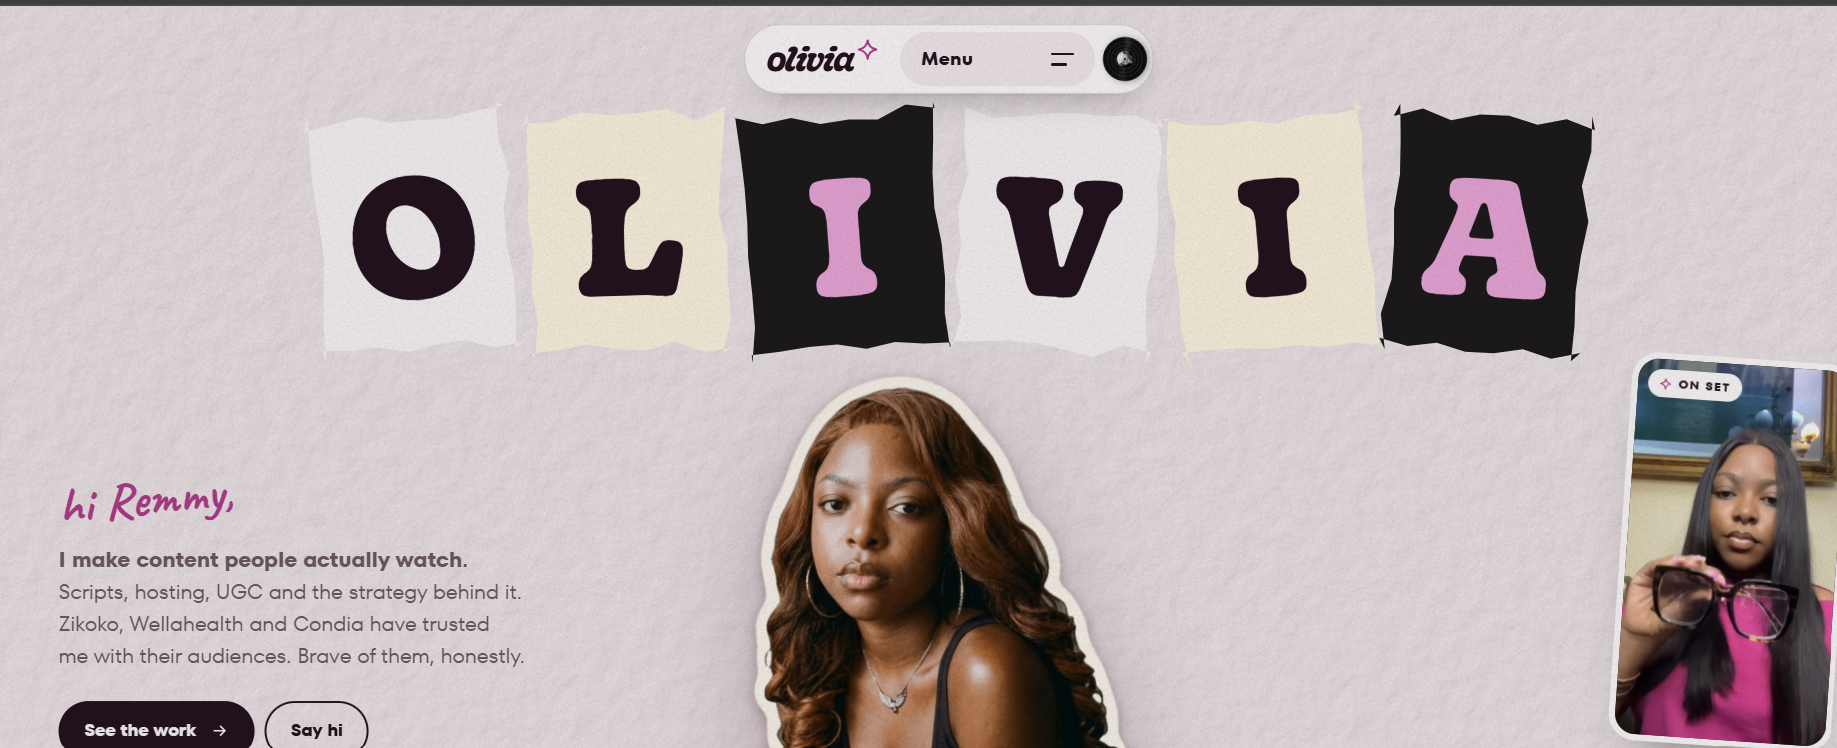 olivia
Menu
OLIVIA
ON SET
hi Remmy,
I make content people actually watch.
Scripts, hosting, UGC and the strategy behind it.
Zikoko, Wellahealth and Condia have trusted
me with their audiences. Brave of them, honestly.
See the work →
Say hi